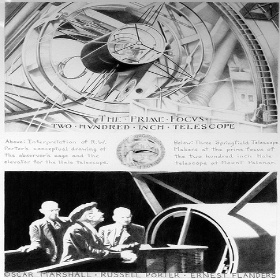 THE PRIME FOCUS
TWO·HUNDRED·INCH·TELESCOPE
Above: Interpretation of R.W.
Porter's conceptual drawing of
the observer's cage and the
elevator for the Hale telescope.
Below: Three Springfield Telescope
Makers at the prime focus of
the two hundred inch Hale
telescope at Mount Palomar.
OSCAR MARSHALL · RUSSELL PORTER · ERNEST FLANDERS